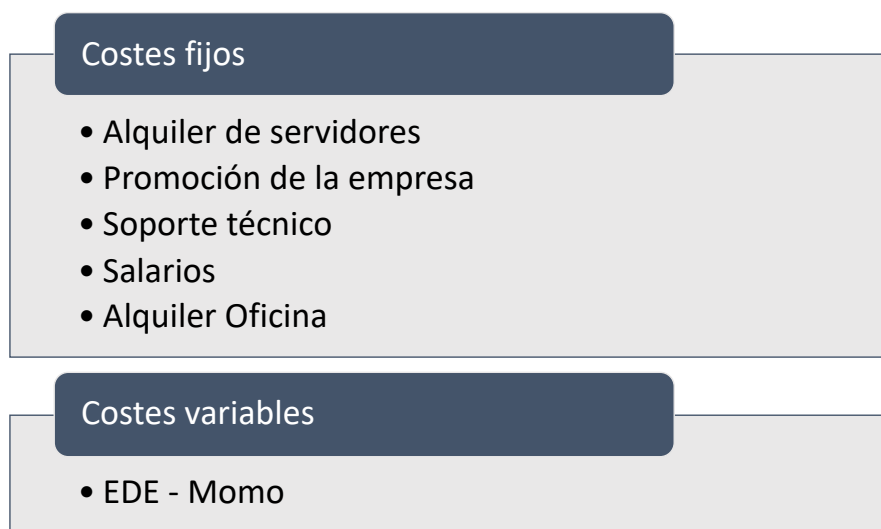 Costes fijos
• Alquiler de servidores
• Promoción de la empresa
• Soporte técnico
• Salarios
• Alquiler Oficina
Costes variables
• EDE - Momo